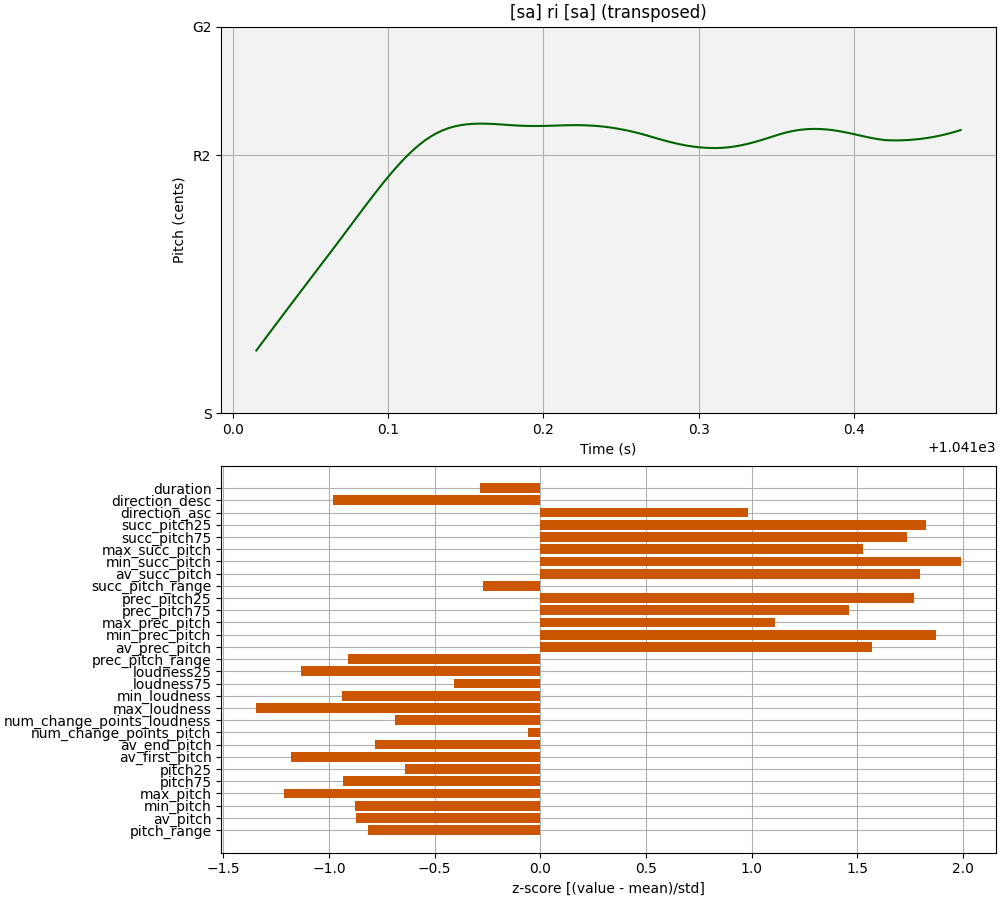 [sa] ri [sa] (transposed)
G2
R2
S
Pitch (cents)
0.0 0.1 0.2 0.3 0.4
Time (s)
+1.041e3
duration
direction_desc
direction_asc
succ_pitch25
succ_pitch75
max_succ_pitch
min_succ_pitch
av_succ_pitch
succ_pitch_range
prec_pitch25
prec_pitch75
max_prec_pitch
min_prec_pitch
av_prec_pitch
prec_pitch_range
loudness25
loudness75
min_loudness
max_loudness
num_change_points_loudness
num_change_points_pitch
av_end_pitch
av_first_pitch
pitch25
pitch75
max_pitch
min_pitch
av_pitch
pitch_range
−1.5 −1.0 −0.5 0.0 0.5 1.0 1.5 2.0
z-score [(value - mean)/std]